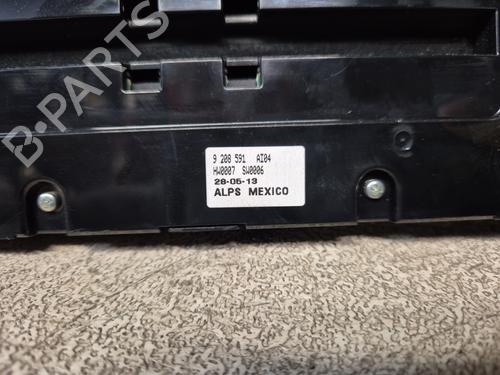 B-PARTS
9 208 591 AI04
HW0007 SW0006
28-05-13
ALPS MEXICO